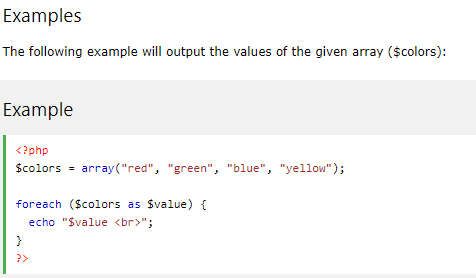 Examples
The following example will output the values of the given array ($colors):
Example
<?php
$colors = array("red", "green", "blue", "yellow");
foreach ($colors as $value) {
  echo "$value <br>";
}
?>